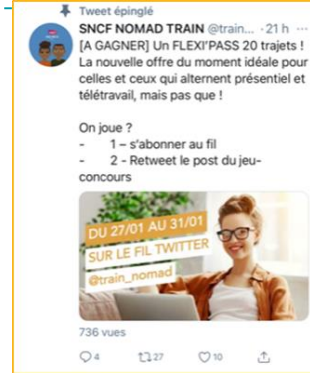 Tweet épinglé
SNCF NOMAD TRAIN @train... · 21 h ···
[A GAGNER] Un FLEXI'PASS 20 trajets !
La nouvelle offre du moment idéale pour
celles et ceux qui alternent présentiel et
télétravail, mais pas que !
On joue ?
- 1 – s'abonner au fil
- 2 - Retweet le post du jeu-
concours
DU 27/01 AU 31/01
SUR LE FIL TWITTER
@train_nomad
736 vues
4 27 10